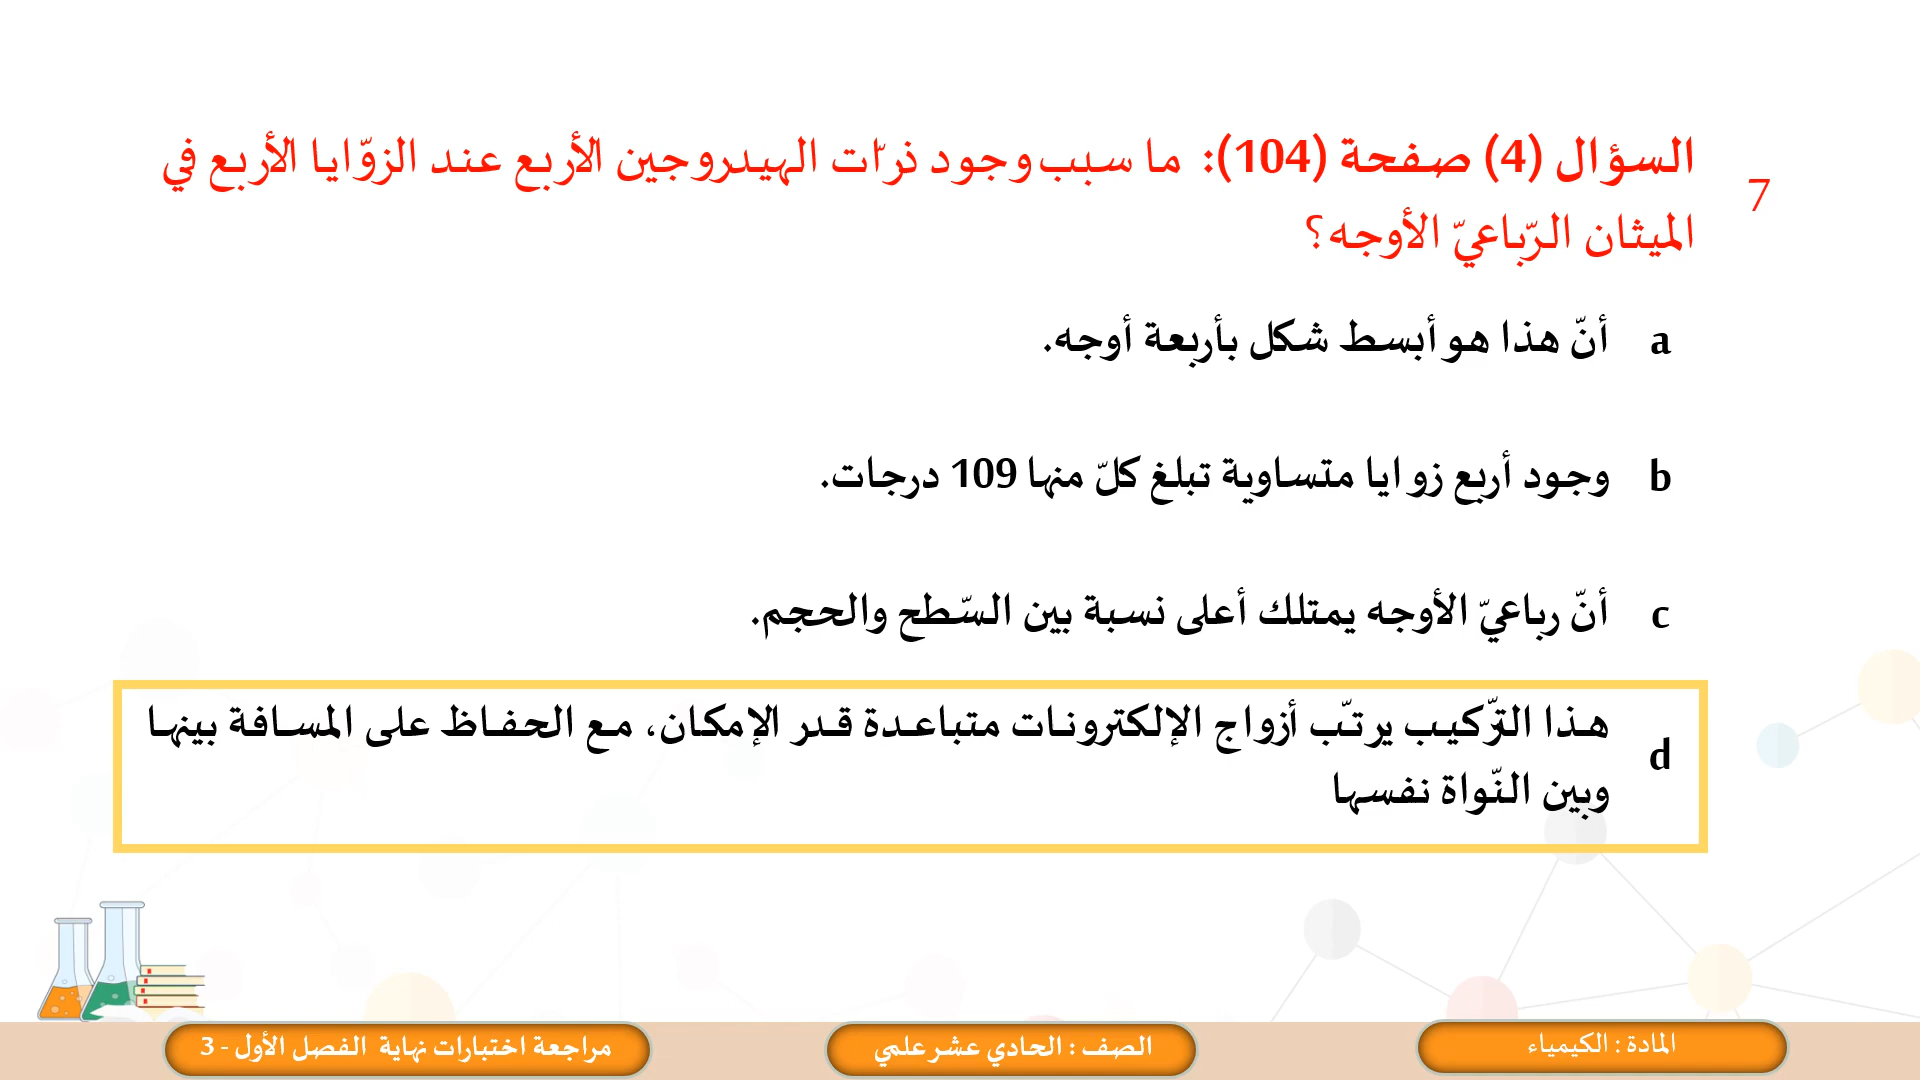 7
السؤال (4) صفحة (104): ما سبب وجود ذرّات الهيدروجين الأربع عند الزوّايا الأربع في
الميثان الرّباعيّ الأوجه؟
a أنّ هذا هو أبسط شكل بأربعة أوجه.
b وجود أربع زوايا متساوية تبلغ كلّ منها 109 درجات.
c أنّ رباعيّ الأوجه يمتلك أعلى نسبة بين السّطح والحجم.
d هذا التّركيب يرتّب أزواج الإلكترونات متباعدة قدر الإمكان، مع الحفاظ على المسافة بينها
وبين النّواة نفسها
المادة : الكيمياء
الصف : الحادي عشر علمي
مراجعة اختبارات نهاية الفصل الأول - 3